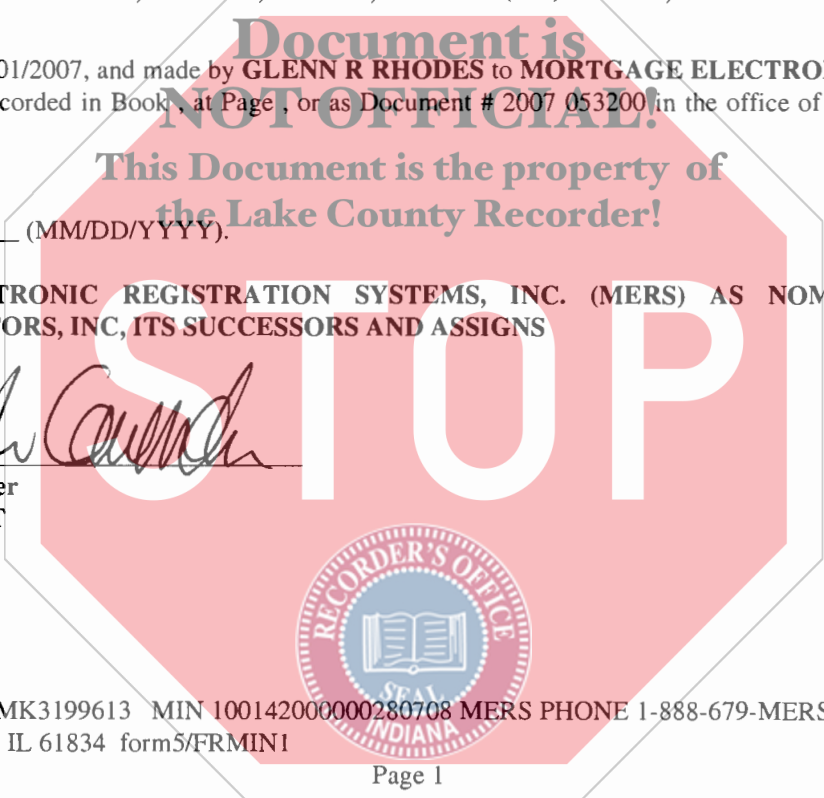 Document is
01/2007, and made by GLENN R RHODES to MORTGAGE ELECTRO
corded in Book , at Page , or as Document # 2007 053200 in the office of
NOT OFFICIAL!
This Document is the property of
the Lake County Recorder!
(MM/DD/YYYY).
TRONIC REGISTRATION SYSTEMS, INC. (MERS) AS NOM
TORS, INC, ITS SUCCESSORS AND ASSIGNS
STOP
er
RECORDER'S OFFICE
SEAL
INDIANA
MK3199613 MIN 100142000000280708 MERS PHONE 1-888-679-MERS
IL 61834 form5/FRMIN1
Page 1